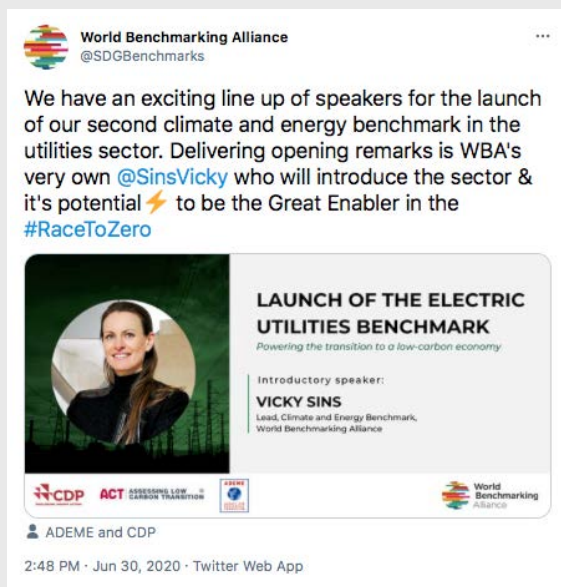 World Benchmarking Alliance
@SDGBenchmarks
We have an exciting line up of speakers for the launch
of our second climate and energy benchmark in the
utilities sector. Delivering opening remarks is WBA's
very own @SinsVicky who will introduce the sector &
it's potential⚡ to be the Great Enabler in the
#RaceToZero
LAUNCH OF THE ELECTRIC
UTILITIES BENCHMARK
Powering the transition to a low-carbon economy
Introductory speaker:
VICKY SINS
Lead, Climate and Energy Benchmark,
World Benchmarking Alliance
CDP
ACT ASSESSING LOW
CARBON TRANSITION
ADEME
World
Benchmarking
Alliance
ADEME and CDP
2:48 PM · Jun 30, 2020 · Twitter Web App